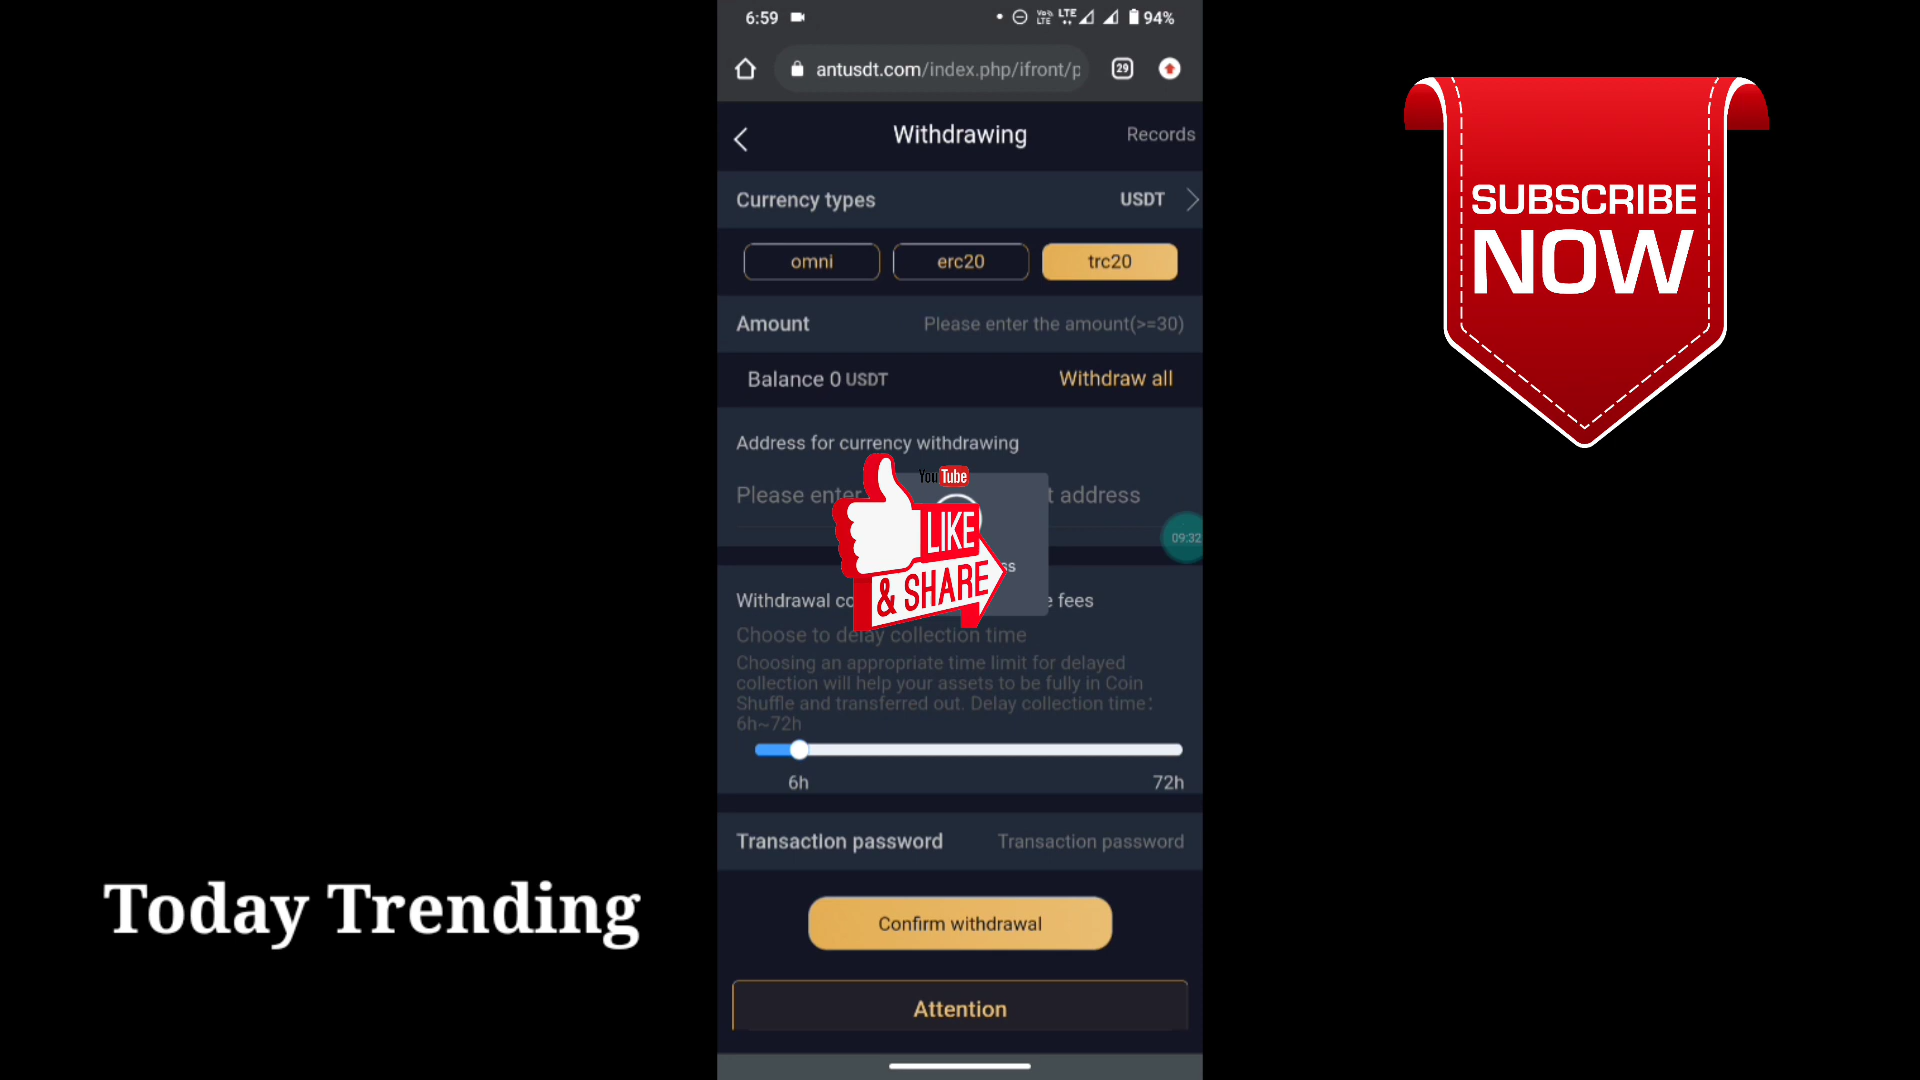 6:59
94%
antusdt.com/index.php/ifront/p
29
Withdrawing
Records
Currency types
USDT
omni
erc20
trc20
Amount
Please enter the amount(>=30)
Balance 0 USDT
Withdraw all
Address for currency withdrawing
Please enter
address
YouTube
LIKE
& SHARE
09:32
Withdrawal
fees
Choose to delay collection time
Choosing an appropriate time limit for delayed
collection will help your assets to be fully in Coin
Shuffle and transferred out. Delay collection time:
6h~72h
6h
72h
Transaction password
Transaction password
Confirm withdrawal
Attention
SUBSCRIBE
NOW
Today Trending